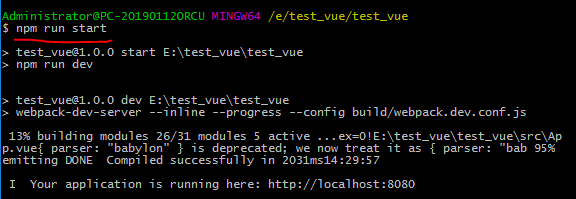 Administrator@PC-20190112ORCU MINGW64 /e/test_vue/test_vue
$ npm run start
> test_vue@1.0.0 start E:\test_vue\test_vue
> npm run dev
> test_vue@1.0.0 dev E:\test_vue\test_vue
> webpack-dev-server --inline --progress --config build/webpack.dev.conf.js
13% building modules 26/31 modules 5 active ...ex=0!E:\test_vue\test_vue\src\Ap
p.vue{ parser: "babylon" } is deprecated; we now treat it as { parser: "bab 95%
emitting DONE  Compiled successfully in 2031ms14:29:57
I  Your application is running here: http://localhost:8080